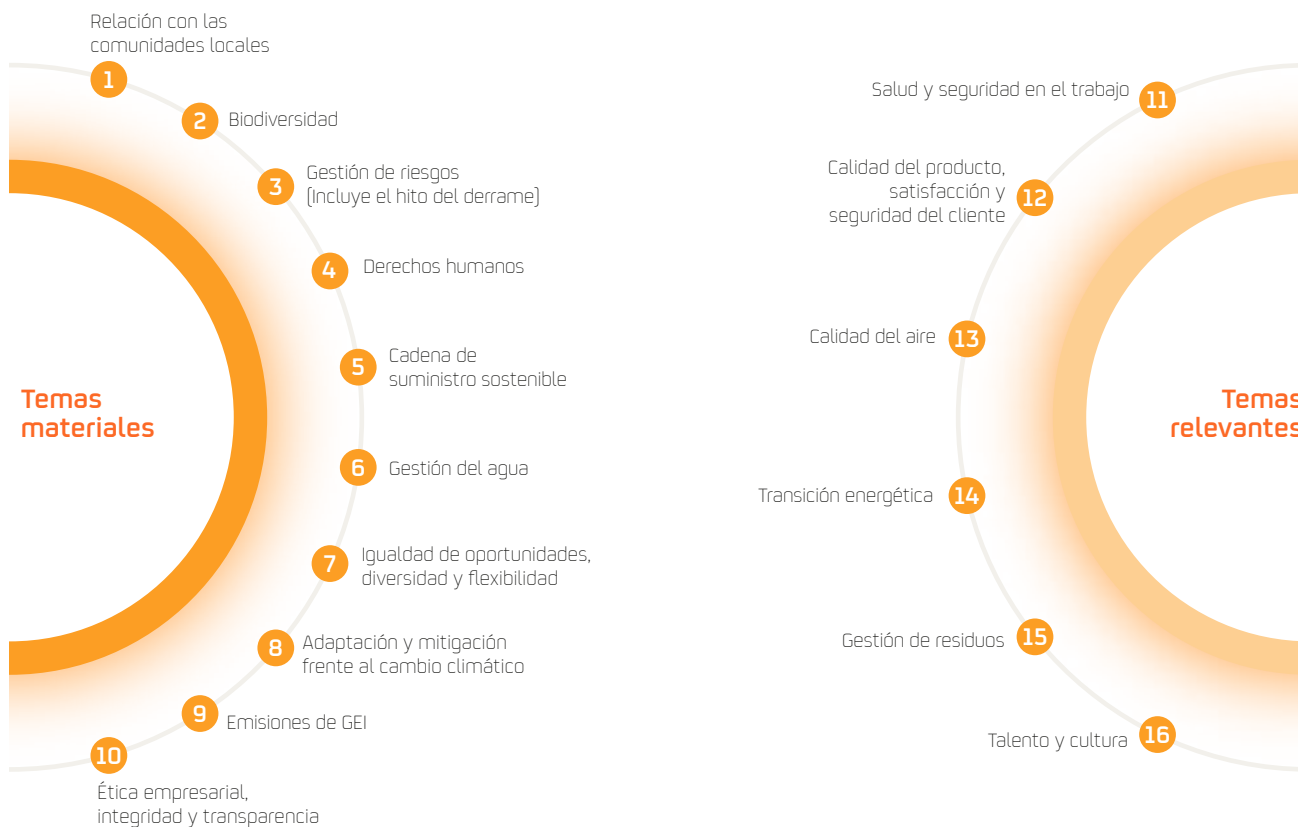 Relación con las
comunidades locales
1
2
Biodiversidad
3
Gestión de riesgos
(Incluye el hito del derrame)
4
Derechos humanos
5
Cadena de
suministro sostenible
Temas
materiales
6
Gestión del agua
7
Igualdad de oportunidades,
diversidad y flexibilidad
8
Adaptación y mitigación
frente al cambio climático
9
Emisiones de GEI
10
Ética empresarial,
integridad y transparencia
Salud y seguridad en el trabajo
11
Calidad del producto,
satisfacción y
seguridad del cliente
12
Calidad del aire
13
Temas
relevantes
Transición energética
14
Gestión de residuos
15
Talento y cultura
16